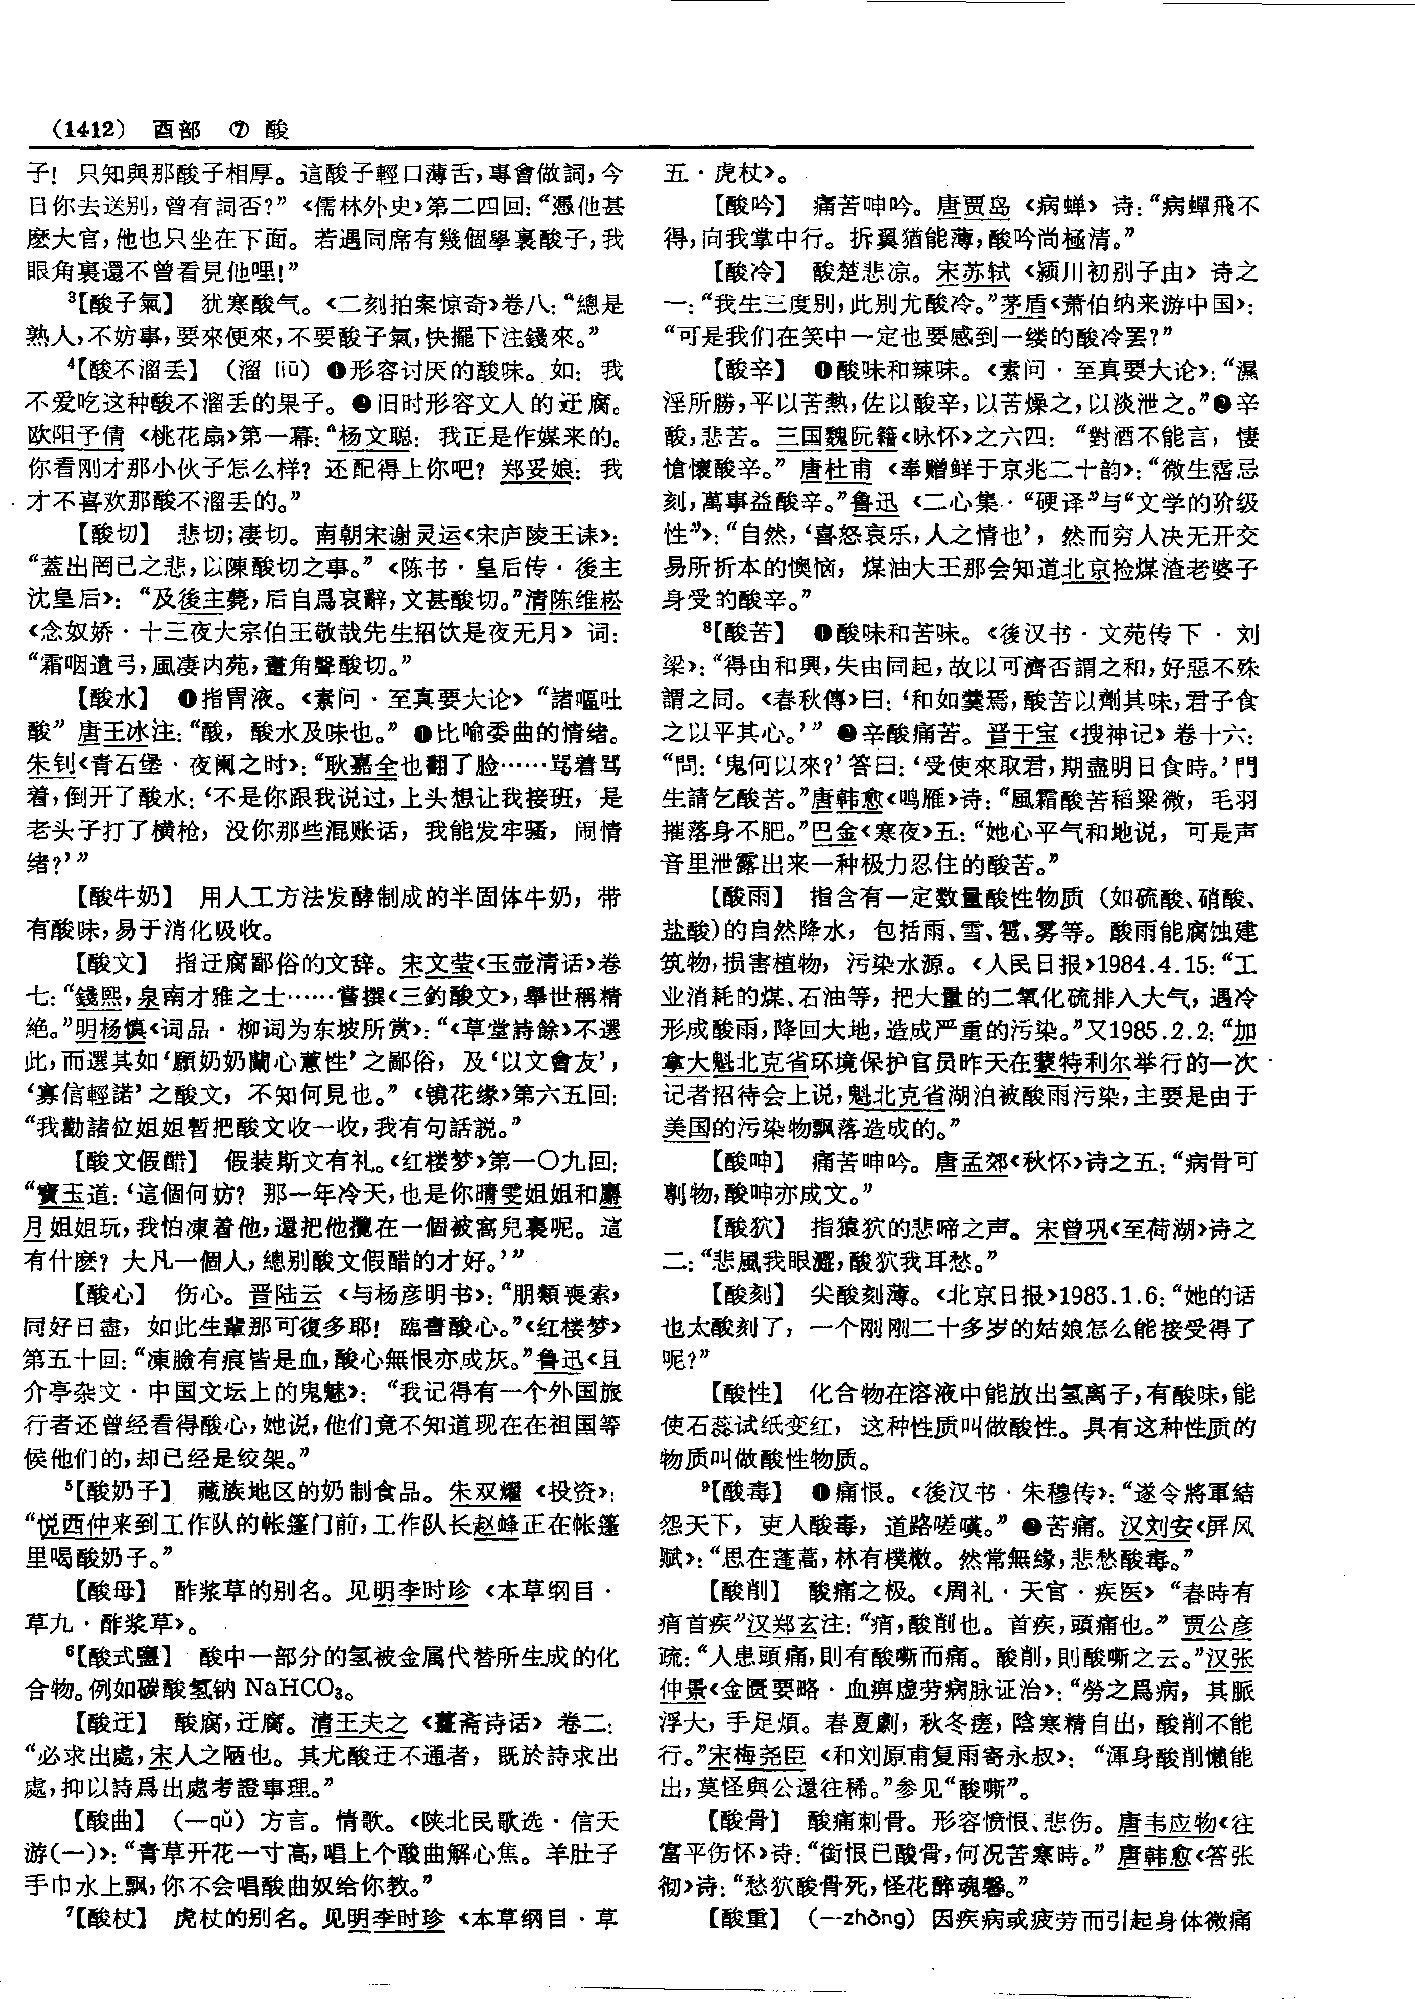 (1412) 酉部 ⑦ 酸
子！只知與那酸子相厚。這酸子輕口薄舌，專會做詞，今
日你去送别，曾有詞否？”《儒林外史》第二四回：“憑他甚
麽大官，他也只坐在下面。若遇同席有幾個學裏酸子，我
眼角裏還不曾看見他哩！”
³【酸子氣】 犹寒酸气。《二刻拍案惊奇》卷八：“總是
熟人，不妨事，要來便來，不要酸子氣，快擺下注錢來。”
⁴【酸不溜丢】（溜 liū）❶形容讨厌的酸味。如：我
不爱吃这种酸不溜丢的果子。❷旧时形容文人的迂腐。
欧阳予倩《桃花扇》第一幕：“杨文聪：我正是作媒来的。
你看刚才那小伙子怎么样？还配得上你吧？郑妥娘：我
才不喜欢那酸不溜丢的。”
【酸切】 悲切；凄切。南朝宋谢灵运《宋庐陵王诔》：
“蓋出罔已之悲，以陳酸切之事。”《陈书·皇后传·後主
沈皇后》：“及後主薨，后自爲哀辭，文甚酸切。”清陈维崧
《念奴娇·十三夜大宗伯王敬哉先生招饮是夜无月》词：
“霜咽遺弓，風凄内苑，畫角聲酸切。”
【酸水】 ❶指胃液。《素问·至真要大论》“諸嘔吐
酸”唐王冰注：“酸，酸水及味也。”❶比喻委曲的情绪。
朱钊《青石堡·夜阑之时》：“耿嘉全也翻了脸……骂着骂
着，倒开了酸水：‘不是你跟我说过，上头想让我接班，是
老头子打了横枪，没你那些混账话，我能发牢骚，闹情
绪？’”
【酸牛奶】 用人工方法发酵制成的半固体牛奶，带
有酸味，易于消化吸收。
【酸文】 指迂腐鄙俗的文辞。宋文莹《玉壶清话》卷
七：“錢熙，泉南才雅之士……嘗撰《三釣酸文》，舉世稱精
絶。”明杨慎《词品·柳词为东坡所赏》：“《草堂詩餘》不選
此，而選其如‘願奶奶蘭心蕙性’之鄙俗，及‘以文會友’，
‘寡信輕諾’之酸文，不知何見也。”《镜花缘》第六五回：
“我勸諸位姐姐暫把酸文收一收，我有句話説。”
【酸文假醋】 假装斯文有礼。《红楼梦》第一〇九回：
“寶玉道：‘這個何妨？那一年冷天，也是你晴雯姐姐和麝
月姐姐玩，我怕凍着他，還把他攬在一個被窩兒裏呢。這
有什麽？大凡一個人，總别酸文假醋的才好。’”
【酸心】 伤心。晋陆云《与杨彦明书》：“朋類喪索，
同好日盡，如此生輩那可復多耶！臨書酸心。”《红楼梦》
第五十回：“凍臉有痕皆是血，酸心無恨亦成灰。”鲁迅《且
介亭杂文·中国文坛上的鬼魅》：“我记得有一个外国旅
行者还曾经看得酸心，她说，他们竟不知道现在在祖国等
候他们的，却已经是绞架。”
⁵【酸奶子】 藏族地区的奶制食品。朱双耀《投资》：
“悦西仲来到工作队的帐篷门前，工作队长赵峰正在帐篷
里喝酸奶子。”
【酸母】 酢浆草的别名。见明李时珍《本草纲目·
草九·酢浆草》。
⁶【酸式鹽】 酸中一部分的氢被金属代替所生成的化
合物。例如碳酸氢钠 NaHCO₃。
【酸迂】 酸腐，迂腐。清王夫之《薑斋诗话》卷二：
“必求出處，宋人之陋也。其尤酸迂不通者，既於詩求出
處，抑以詩爲出處考證事理。”
【酸曲】（—qǔ）方言。情歌。《陕北民歌选·信天
游(一)》：“青草开花一寸高，唱上个酸曲解心焦。羊肚子
手巾水上飘，你不会唱酸曲奴给你教。”
⁷【酸杖】 虎杖的别名。见明李时珍《本草纲目·草
五·虎杖》。
【酸吟】 痛苦呻吟。唐贾岛《病蝉》诗：“病蟬飛不
得，向我掌中行。拆翼猶能薄，酸吟尚極清。”
【酸冷】 酸楚悲凉。宋苏轼《颍川初别子由》诗之
一：“我生三度别，此别尤酸冷。”茅盾《萧伯纳来游中国》：
“可是我们在笑中一定也要感到一缕的酸冷罢？”
【酸辛】 ❶酸味和辣味。《素问·至真要大论》：“濕
淫所勝，平以苦熱，佐以酸辛，以苦燥之，以淡泄之。”❷辛
酸，悲苦。三国魏阮籍《咏怀》之六四：“對酒不能言，悽
愴懷酸辛。”唐杜甫《奉赠鲜于京兆二十韵》：“微生霑忌
刻，萬事益酸辛。”鲁迅《二心集·“硬译”与“文学的阶级
性”》：“自然，‘喜怒哀乐，人之情也’，然而穷人决无开交
易所折本的懊恼，煤油大王那会知道北京捡煤渣老婆子
身受的酸辛。”
⁸【酸苦】 ❶酸味和苦味。《後汉书·文苑传下·刘
梁》：“得由和興，失由同起，故以可濟否謂之和，好惡不殊
謂之同。《春秋傳》曰：‘和如羹焉，酸苦以劑其味，君子食
之以平其心。’”❷辛酸痛苦。晋干宝《搜神记》卷十六：
“問：‘鬼何以來？’答曰：‘受使來取君，期盡明日食時。’門
生請乞酸苦。”唐韩愈《鸣雁》诗：“風霜酸苦稻粱微，毛羽
摧落身不肥。”巴金《寒夜》五：“她心平气和地说，可是声
音里泄露出来一种极力忍住的酸苦。”
【酸雨】 指含有一定数量酸性物质（如硫酸、硝酸、
盐酸)的自然降水，包括雨、雪、雹、雾等。酸雨能腐蚀建
筑物，损害植物，污染水源。《人民日报》1984.4.15：“工
业消耗的煤、石油等，把大量的二氧化硫排入大气，遇冷
形成酸雨，降回大地，造成严重的污染。”又1985.2.2：“加
拿大魁北克省环境保护官员昨天在蒙特利尔举行的一次
记者招待会上说，魁北克省湖泊被酸雨污染，主要是由于
美国的污染物飘落造成的。”
【酸呻】 痛苦呻吟。唐孟郊《秋怀》诗之五：“病骨可
剸物，酸呻亦成文。”
【酸狖】 指猿狖的悲啼之声。宋曾巩《至荷湖》诗之
二：“悲風我眼澀，酸狖我耳愁。”
【酸刻】 尖酸刻薄。《北京日报》1983.1.6：“她的话
也太酸刻了，一个刚刚二十多岁的姑娘怎么能接受得了
呢？”
【酸性】 化合物在溶液中能放出氢离子，有酸味，能
使石蕊试纸变红，这种性质叫做酸性。具有这种性质的
物质叫做酸性物质。
⁹【酸毒】 ❶痛恨。《後汉书·朱穆传》：“遂令將軍結
怨天下，吏人酸毒，道路嗟嘆。”❷苦痛。汉刘安《屏风
赋》：“思在蓬蒿，林有樸樕。然常無緣，悲愁酸毒。”
【酸削】 酸痛之极。《周礼·天官·疾医》“春時有
痟首疾”汉郑玄注：“痟，酸削也。首疾，頭痛也。”贾公彦
疏：“人患頭痛，則有酸嘶而痛。酸削，則酸嘶之云。”汉张
仲景《金匮要略·血痹虚劳病脉证治》：“勞之爲病，其脈
浮大，手足煩。春夏劇，秋冬瘥，陰寒精自出，酸削不能
行。”宋梅尧臣《和刘原甫复雨寄永叔》：“渾身酸削懶能
出，莫怪與公還往稀。”参见“酸嘶”。
【酸骨】 酸痛刺骨。形容愤恨、悲伤。唐韦应物《往
富平伤怀》诗：“銜恨已酸骨，何况苦寒時。”唐韩愈《答张
彻》诗：“愁狖酸骨死，怪花醉魂馨。”
【酸重】（—zhòng）因疾病或疲劳而引起身体微痛